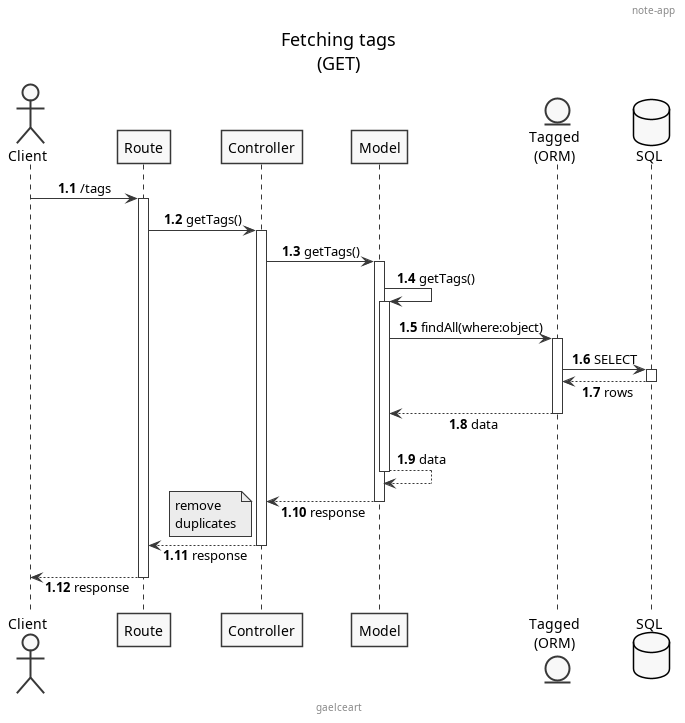 note-app
Fetching tags
(GET)
Client
Route
Controller
Model
Tagged
(ORM)
SQL
1.1 /tags
1.2 getTags()
1.3 getTags()
1.4 getTags()
1.5 findAll(where:object)
1.6 SELECT
1.7 rows
1.8 data
1.9 data
remove
duplicates
1.10 response
1.11 response
1.12 response
Client
Route
Controller
Model
Tagged
(ORM)
SQL
gaelceart